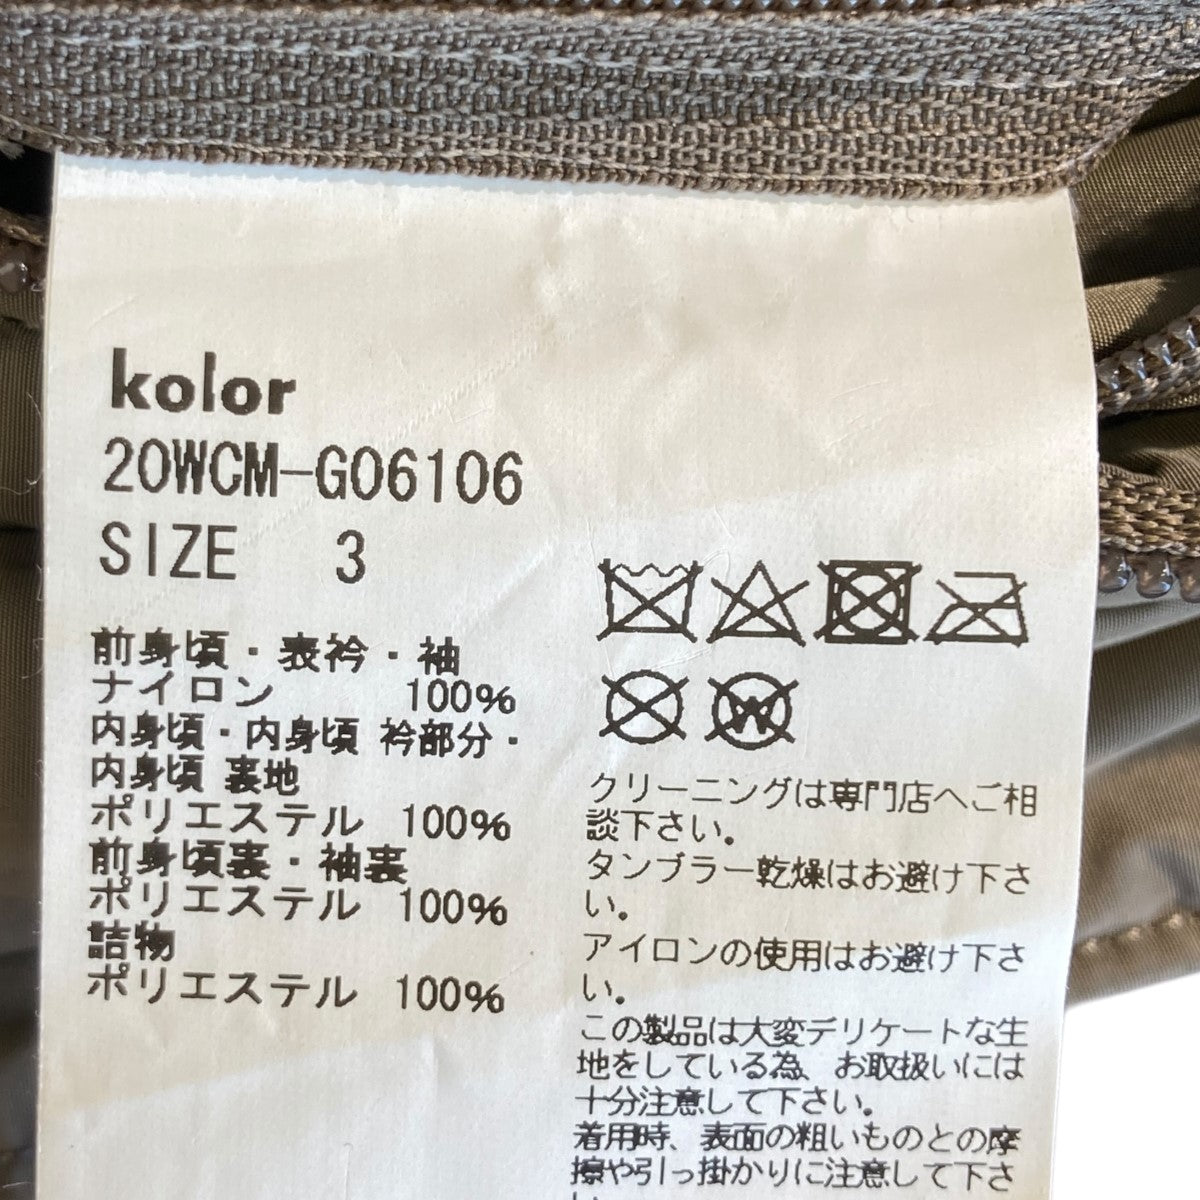 kolor
20WCM-G06106
SIZE 3
前身頃・表衿・袖
ナイロン 100%
内身頃・内身頃 衿部分・
内身頃 裏地
ポリエステル 100%
前身頃裏・袖裏
ポリエステル 100%
詰物
ポリエステル 100%
W
クリーニングは専門店へご相
談下さい。
タンブラー乾燥はお避け下さ
い。
アイロンの使用はお避け下さ
い。
この製品は大変デリケートな生
地をしている為、お取扱いには
十分注意して下さい。
着用時、表面の粗いものとの摩
擦や引っ掛かりに注意して下さ